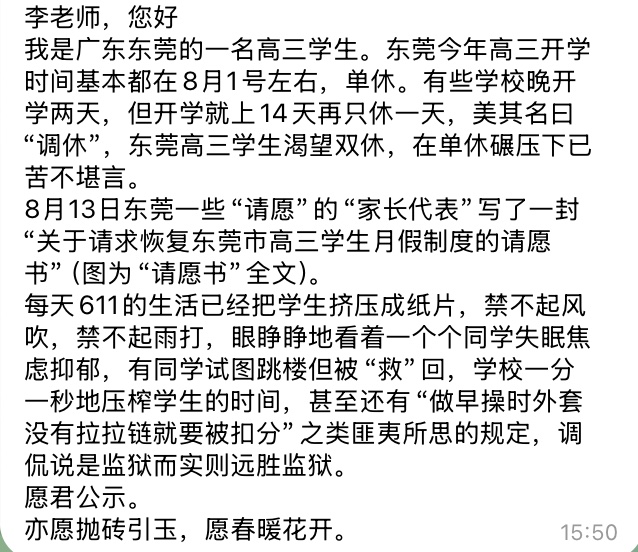 李老师，您好
我是广东东莞的一名高三学生。东莞今年高三开学
时间基本都在8月1号左右，单休。有些学校晚开
学两天，但开学就上14天再只休一天，美其名曰
“调休”，东莞高三学生渴望双休，在单休碾压下已
苦不堪言。
8月13日东莞一些“请愿”的“家长代表”写了一封
“关于请求恢复东莞市高三学生月假制度的请愿
书”（图为“请愿书”全文）。
每天611的生活已经把学生挤压成纸片，禁不起风
吹，禁不起雨打，眼睁睁地看着一个个同学失眠焦
虑抑郁，有同学试图跳楼但被“救”回，学校一分
一秒地压榨学生的时间，甚至还有“做早操时外套
没有拉拉链就要被扣分”之类匪夷所思的规定，调
侃说是监狱而实则远胜监狱。
愿君公示。
亦愿抛砖引玉，愿春暖花开。
15:50